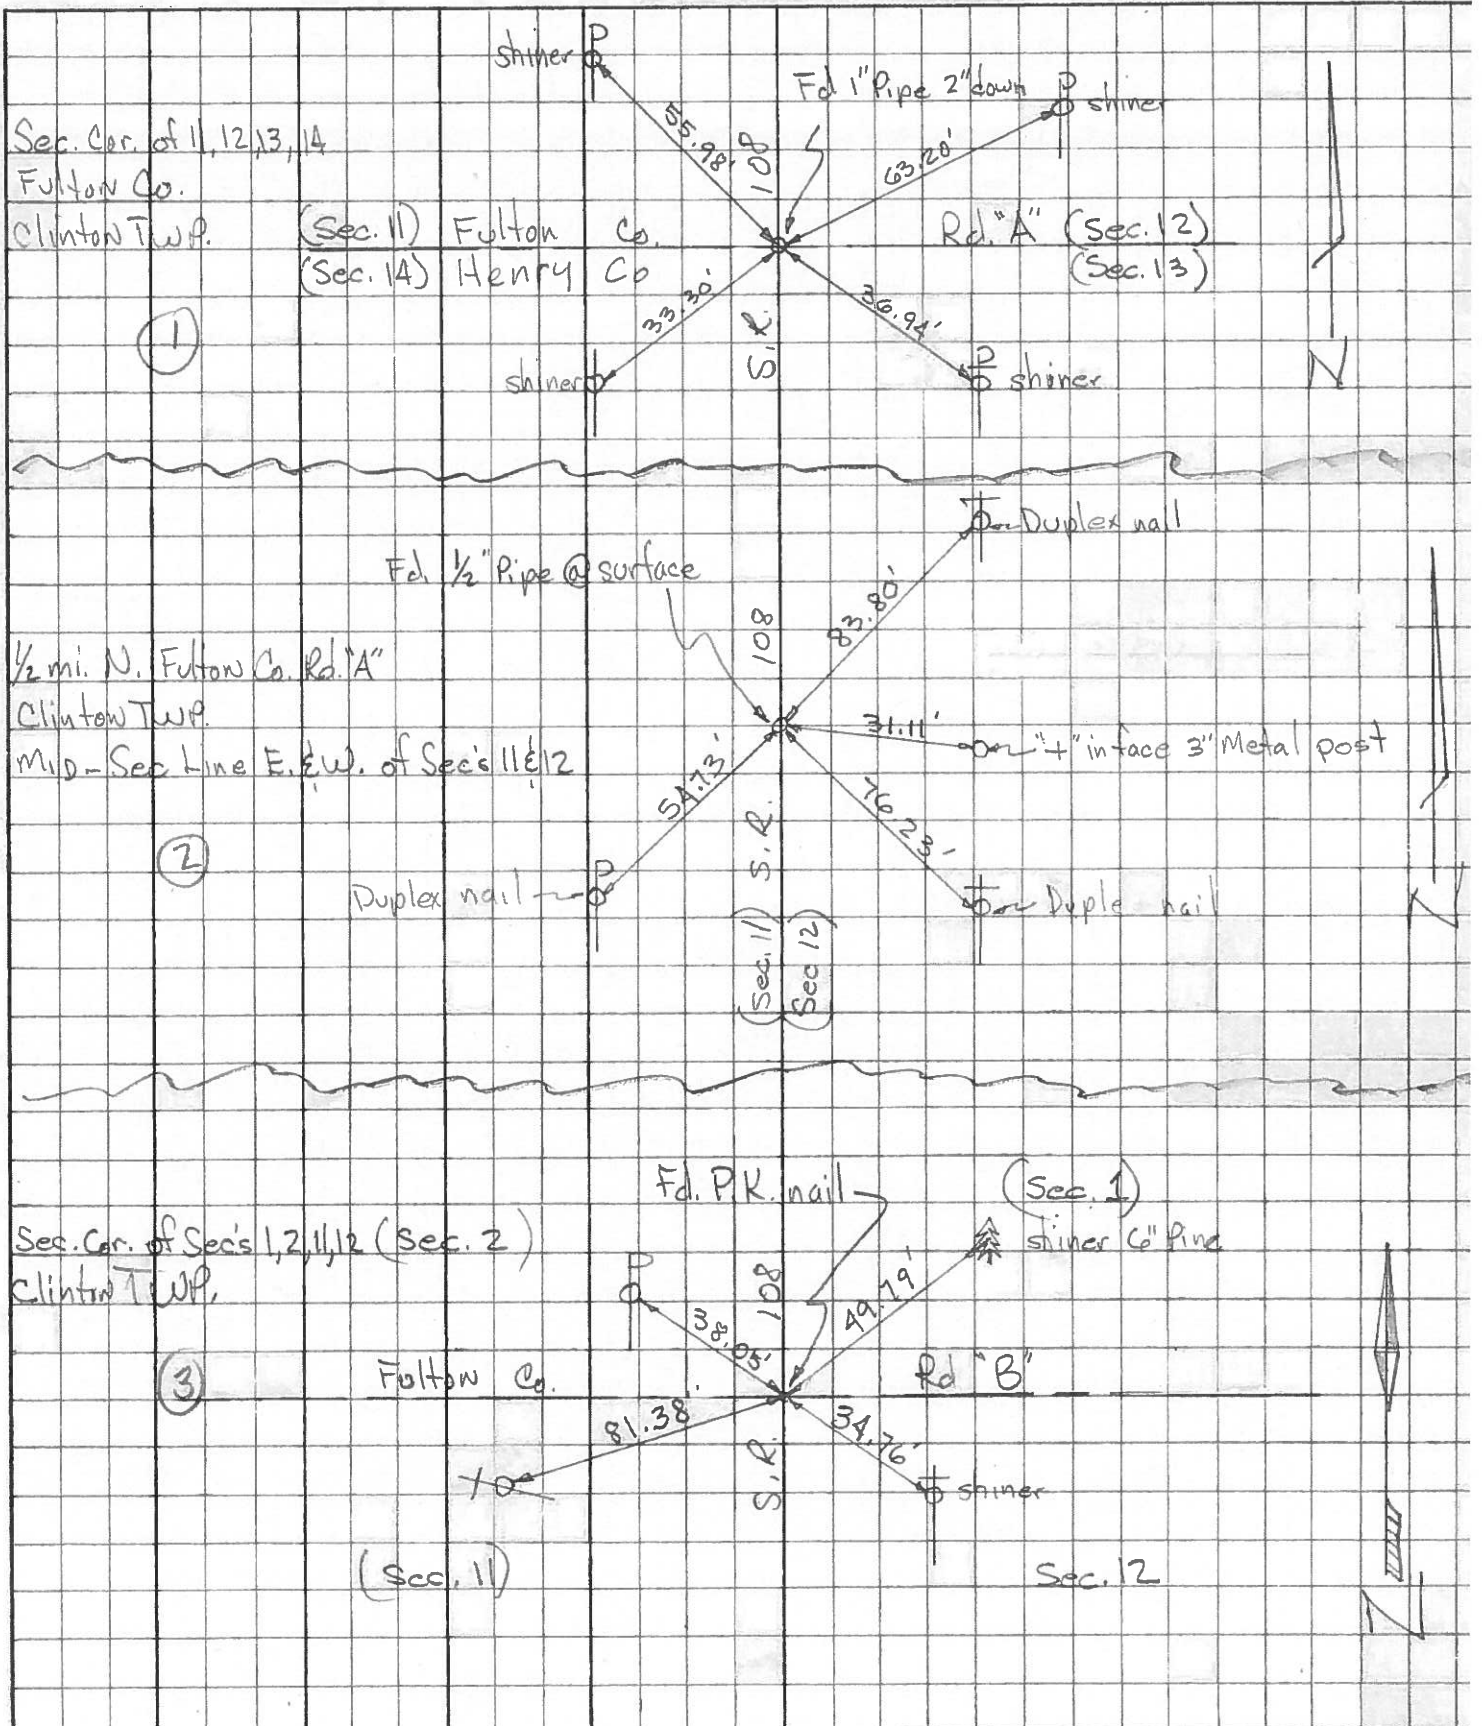 P
shiner
Fd 1" Pipe 2" down
P
shiner
55.98'
108
63.20'
Sec. Cor. of 11, 12, 13, 14
Fulton Co.
Clinton TWP.
(Sec. 11) Fulton Co.
Rd. "A" (Sec. 12)
(Sec. 14) Henry Co
(Sec. 13)
33.30'
36.94'
S.R.
1
shiner
P
shiner
N
Duplex nail
Fd. 1/2" Pipe @ surface
108
83.80'
1/2 mi. N. Fulton Co. Rd. "A"
Clinton TWP.
MID-Sec Line E. & W. of Sec's 11 & 12
31.11'
"+" in face 3" Metal post
54.73'
76.23'
S.R.
2
Duplex nail
P
Duple nail
(Sec. 11)
(Sec 12)
N
Fd. P.K. nail
(Sec. 1)
Sec. Cor. of Sec's 1,2,11,12 (Sec. 2)
shiner 6" Pine
Clinton TWP.
P
108
38.05'
49.79'
3
Fulton Co.
Rd "B"
81.38'
34.76'
S.R.
shiner
(Sec. 11)
Sec. 12
N